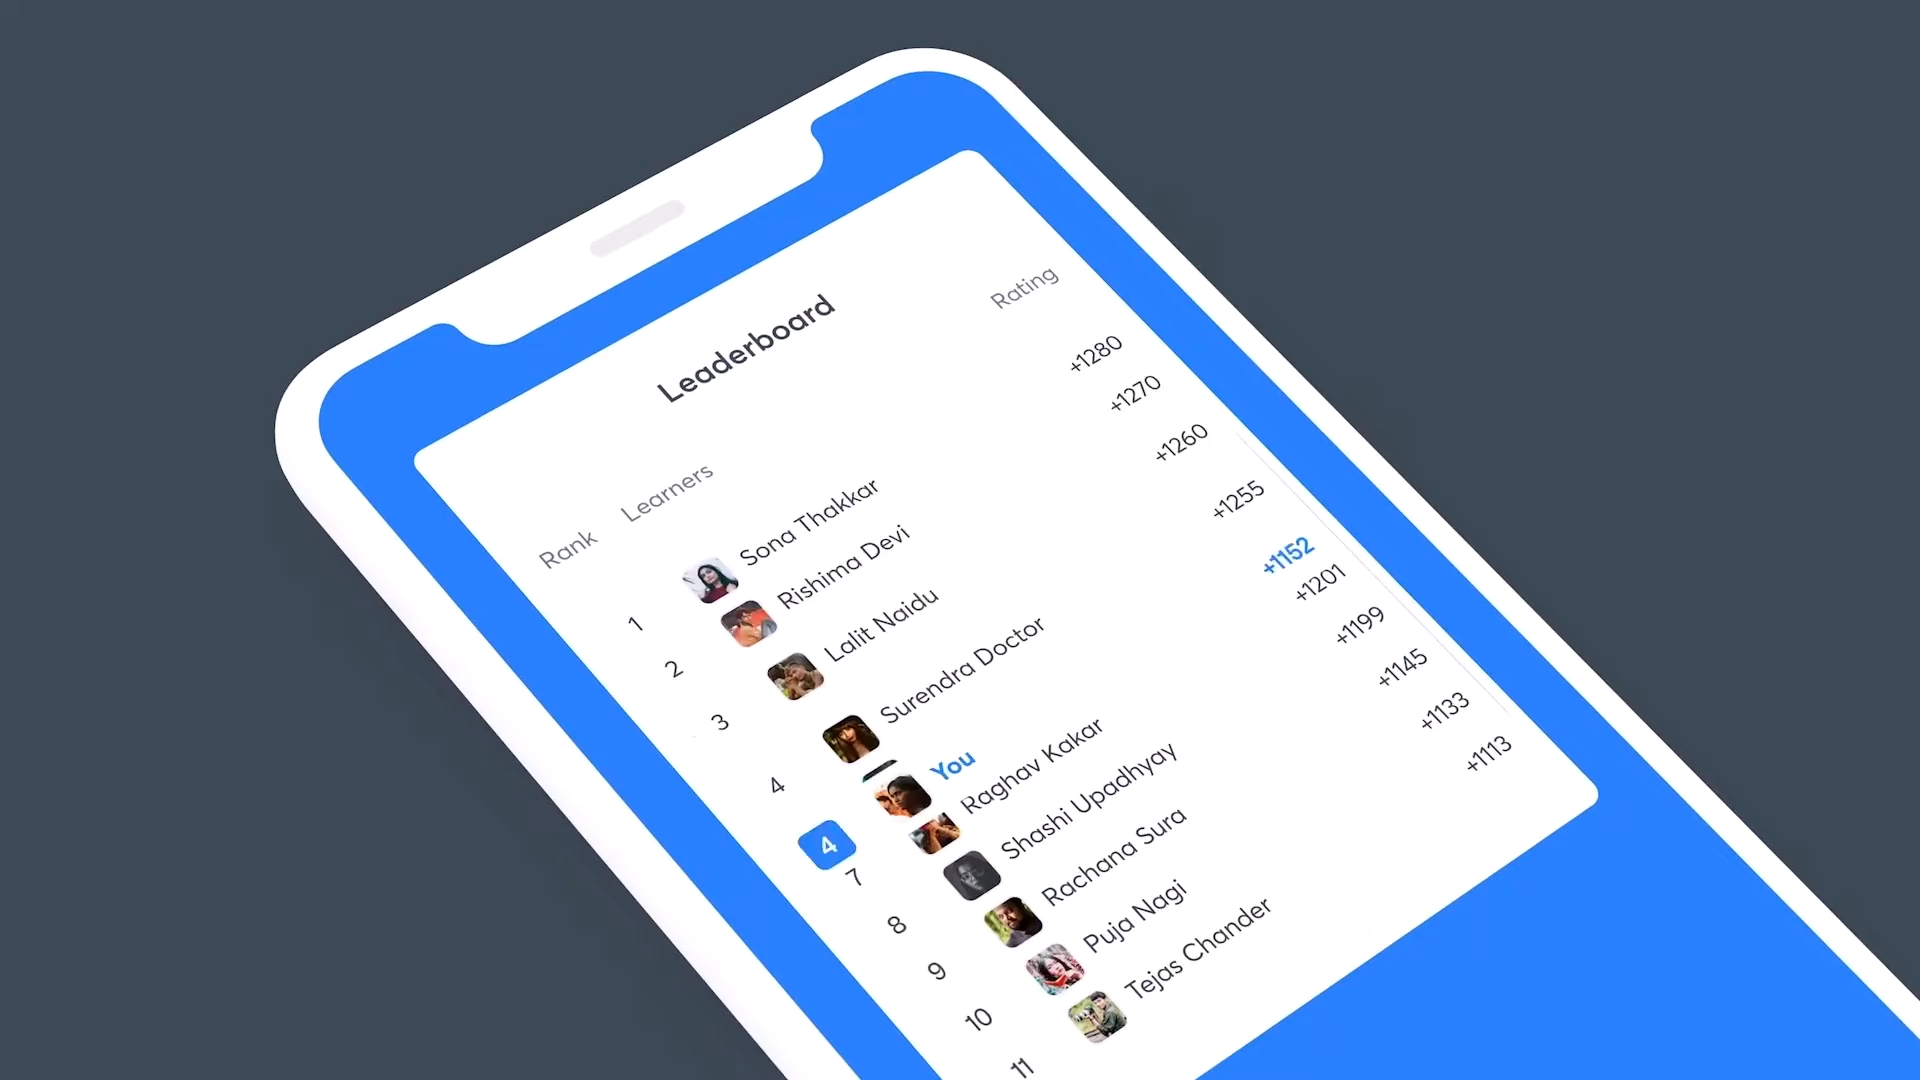 Leaderboard
Rank Learners Rating
1 Sona Thakkar +1280
2 Rishima Devi +1270
3 Lalit Naidu +1260
4 Surendra Doctor +1255
4 You +1152
7 Raghav Kakar +1201
8 Shashi Upadhyay +1199
9 Rachana Sura +1145
10 Puja Nagi +1133
11 Tejas Chander +1113